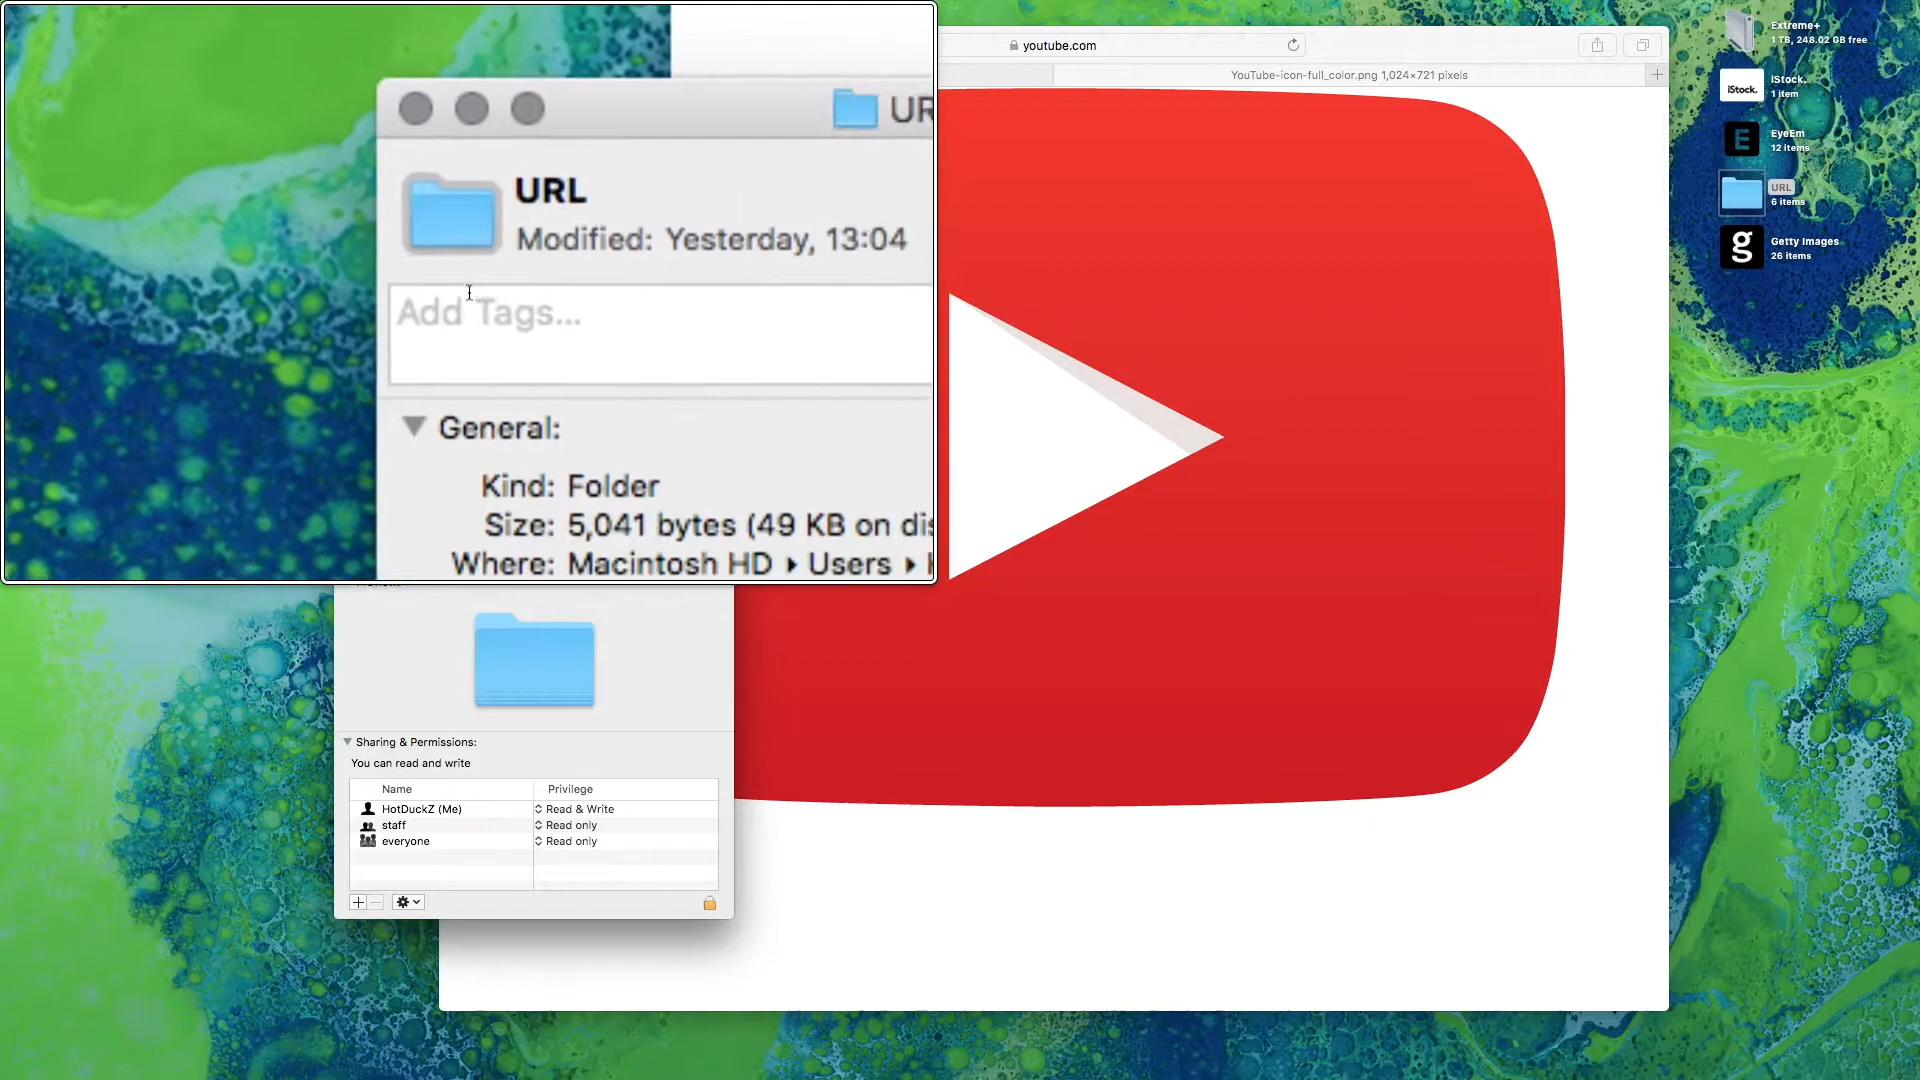 UR
URL
Modified: Yesterday, 13:04
Add Tags...
General:
Kind: Folder
Size: 5,041 bytes (49 KB on dis
Where: Macintosh HD ▸ Users ▸
Sharing & Permissions:
You can read and write
Name Privilege
HotDuckZ (Me) Read & Write
staff Read only
everyone Read only
youtube.com
YouTube-icon-full_color.png 1,024×721 pixels
Extreme+
1 TB, 248.02 GB free
iStock.
iStock.
1 item
E
EyeEm
12 items
URL
6 items
g
Getty Images
26 items